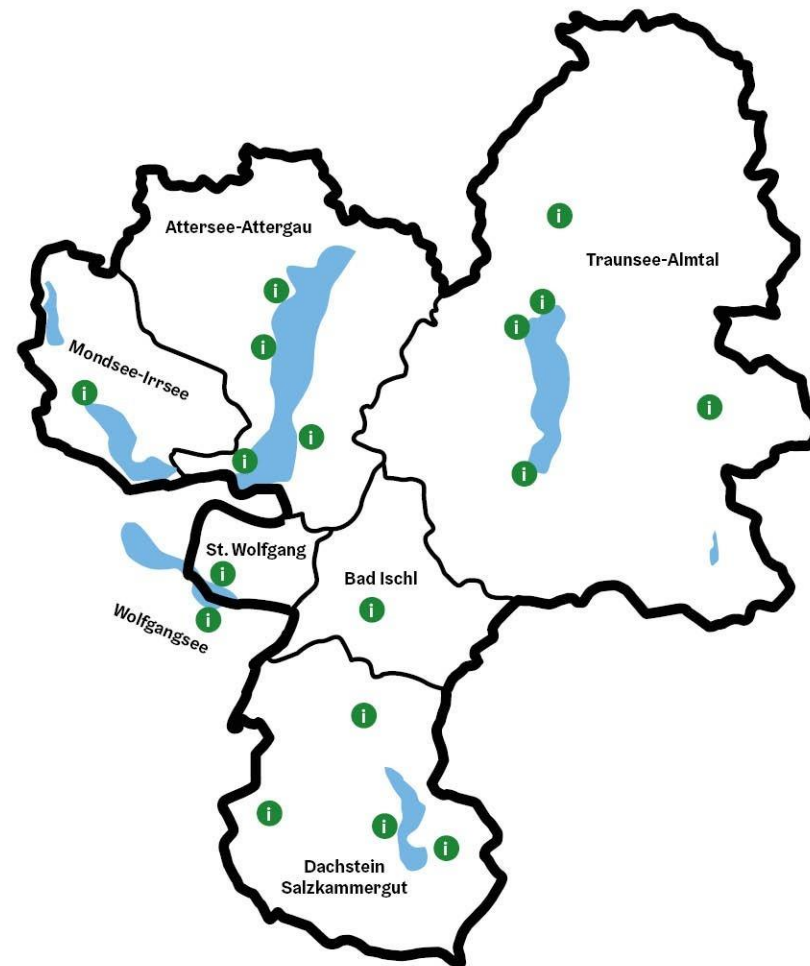 Attersee-Attergau
i
Traunsee-Almtal
i
i
i
i
Mondsee-Irrsee
i
i
i
i
i
i
St. Wolfgang
i
Bad Ischl
i
Wolfgangsee
i
i
i
i
i
Dachstein
Salzkammergut